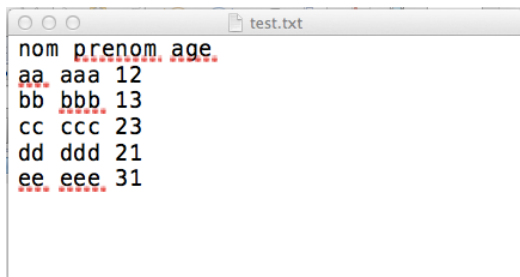 test.txt
nom prenom age
aa aaa 12
bb bbb 13
cc ccc 23
dd ddd 21
ee eee 31